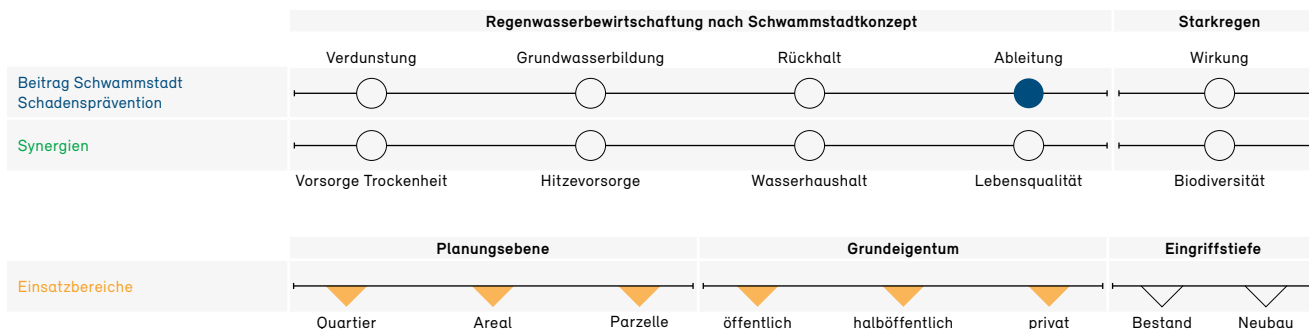 Regenwasserbewirtschaftung nach Schwammstadtkonzept Starkregen
Verdunstung Grundwasserbildung Rückhalt Ableitung Wirkung
Beitrag Schwammstadt
Schadensprävention
Synergien
Vorsorge Trockenheit Hitzevorsorge Wasserhaushalt Lebensqualität Biodiversität
Planungsebene Grundeigentum Eingriffstiefe
Einsatzbereiche
Quartier Areal Parzelle öffentlich halböffentlich privat Bestand Neubau